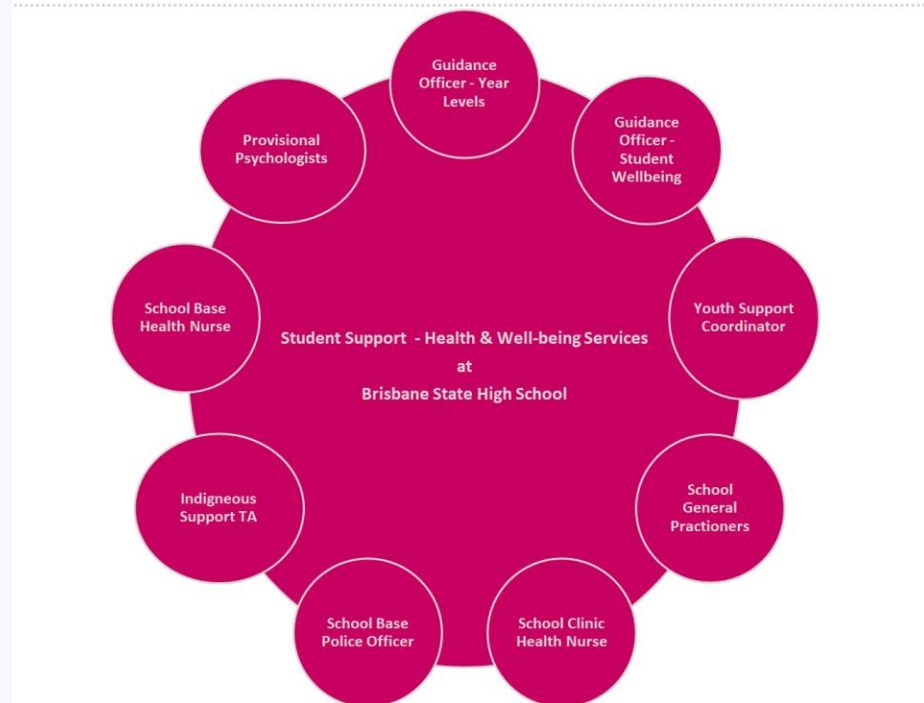 Guidance
Officer - Year
Levels
Guidance
Officer -
Student
Wellbeing
Youth Support
Coordinator
School
General
Practioners
School Clinic
Health Nurse
School Base
Police Officer
Indigneous
Support TA
School Base
Health Nurse
Provisional
Psychologists
Student Support - Health & Well-being Services
at
Brisbane State High School